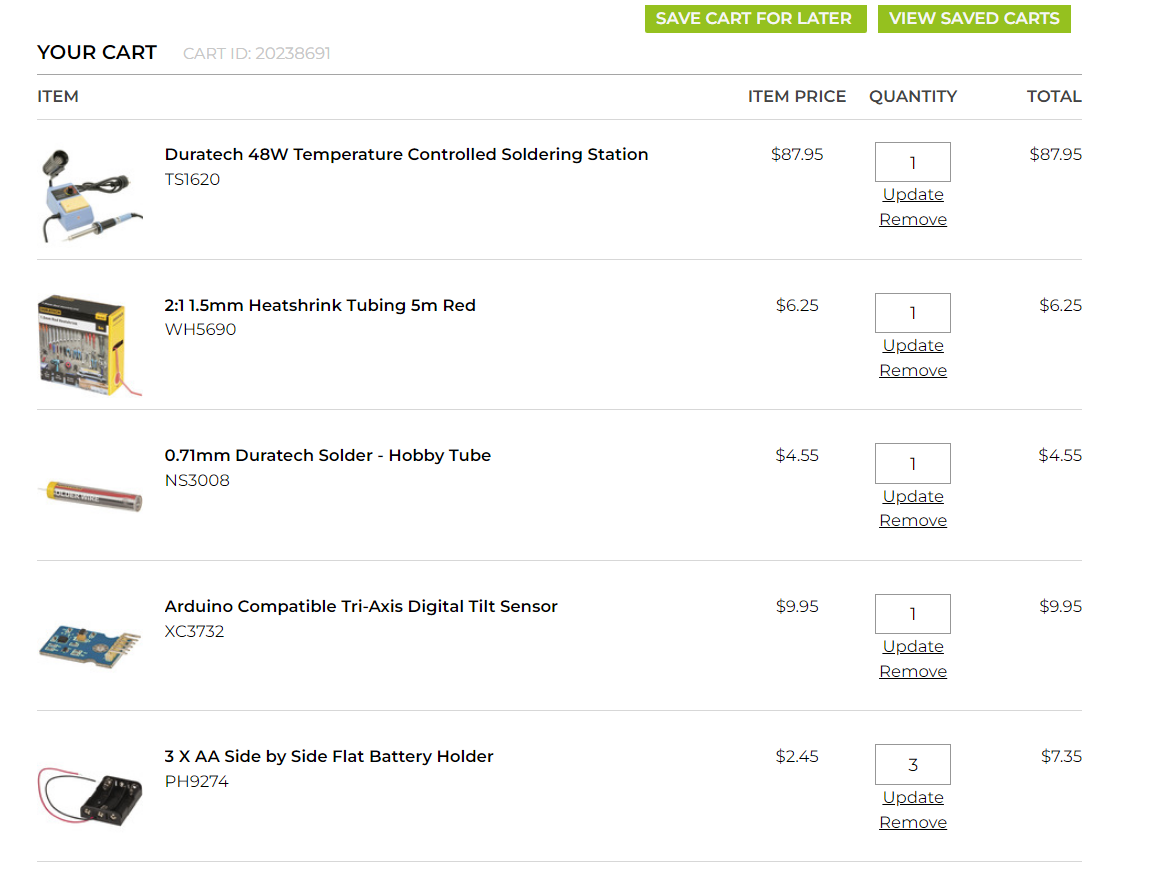 SAVE CART FOR LATER VIEW SAVED CARTS
YOUR CART CART ID: 20238691
ITEM ITEM PRICE QUANTITY TOTAL
Duratech 48W Temperature Controlled Soldering Station $87.95 1 $87.95
TS1620
Update
Remove
2:1 1.5mm Heatshrink Tubing 5m Red $6.25 1 $6.25
WH5690
Update
Remove
0.71mm Duratech Solder - Hobby Tube $4.55 1 $4.55
NS3008
SOLDER WIRE
Update
Remove
Arduino Compatible Tri-Axis Digital Tilt Sensor $9.95 1 $9.95
XC3732
Update
Remove
3 X AA Side by Side Flat Battery Holder $2.45 3 $7.35
PH9274
Update
Remove